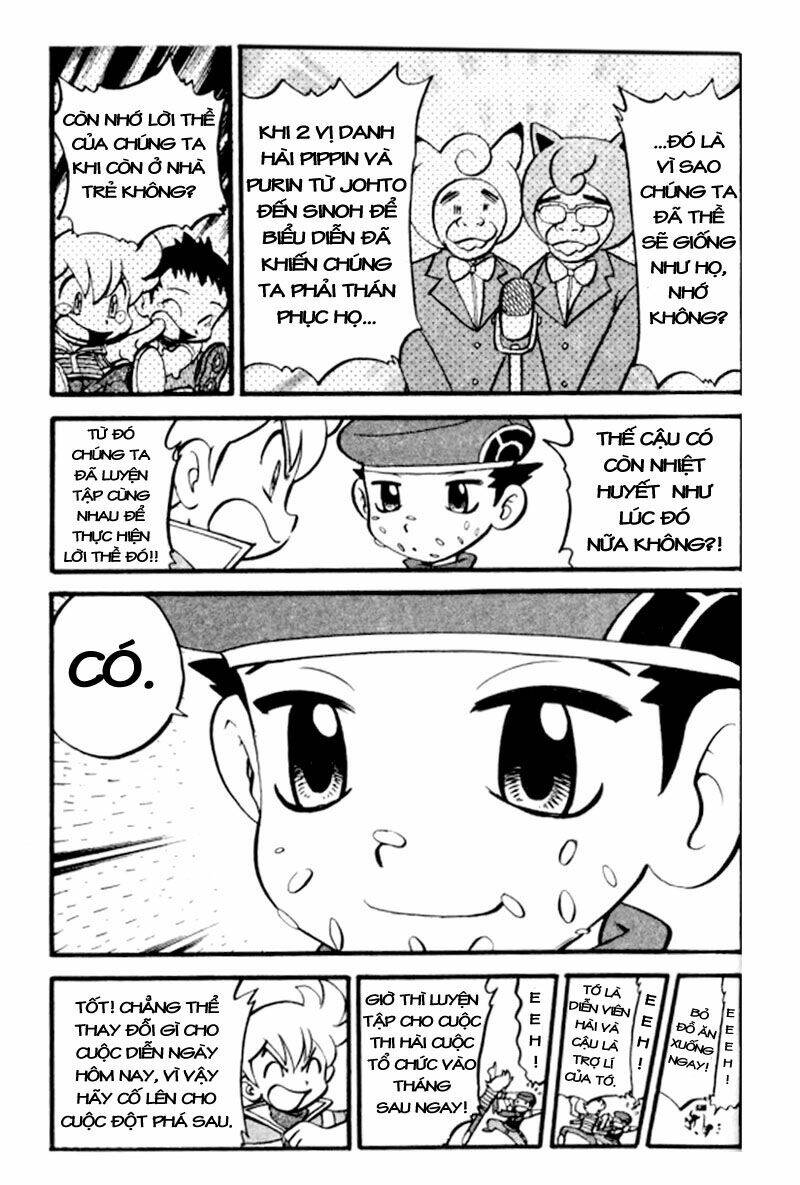 CÒN NHỚ LỜI THỀ
CỦA CHÚNG TA
KHI CÒN Ở NHÀ
TRẺ KHÔNG?
KHI 2 VỊ DANH
HÀI PIPPIN VÀ
PURIN TỪ JOHTO
ĐẾN SINOH ĐỂ
BIỂU DIỄN ĐÃ
KHIẾN CHÚNG
TA PHẢI THÁN
PHỤC HỌ...
...ĐÓ LÀ
VÌ SAO
CHÚNG TA
ĐÃ THỀ
SẼ GIỐNG
NHƯ HỌ,
NHỚ
KHÔNG?
TỪ ĐÓ
CHÚNG TA
ĐÃ LUYỆN
TẬP CÙNG
NHAU ĐỂ
THỰC HIỆN
LỜI THỀ ĐÓ!!
THẾ CẬU CÓ
CÒN NHIỆT
HUYẾT NHƯ
LÚC ĐÓ
NỮA KHÔNG?!
CÓ.
TỐT! CHẲNG THỂ
THAY ĐỔI GÌ CHO
CUỘC DIỄN NGÀY
HÔM NAY, VÌ VẬY
HÃY CỐ LÊN CHO
CUỘC ĐỘT PHÁ SAU.
GIỜ THÌ LUYỆN
TẬP CHO CUỘC
THI HÀI CUỘC
TỔ CHỨC VÀO
THÁNG
SAU NGAY!
EEH!
TỚ LÀ
DIỄN VIÊN
HÀI VÀ
CẬU LÀ
TRỢ LÍ
CỦA TỚ.
EEH!
BỎ
ĐỒ ĂN
XUỐNG
NGAY!
EEEH!